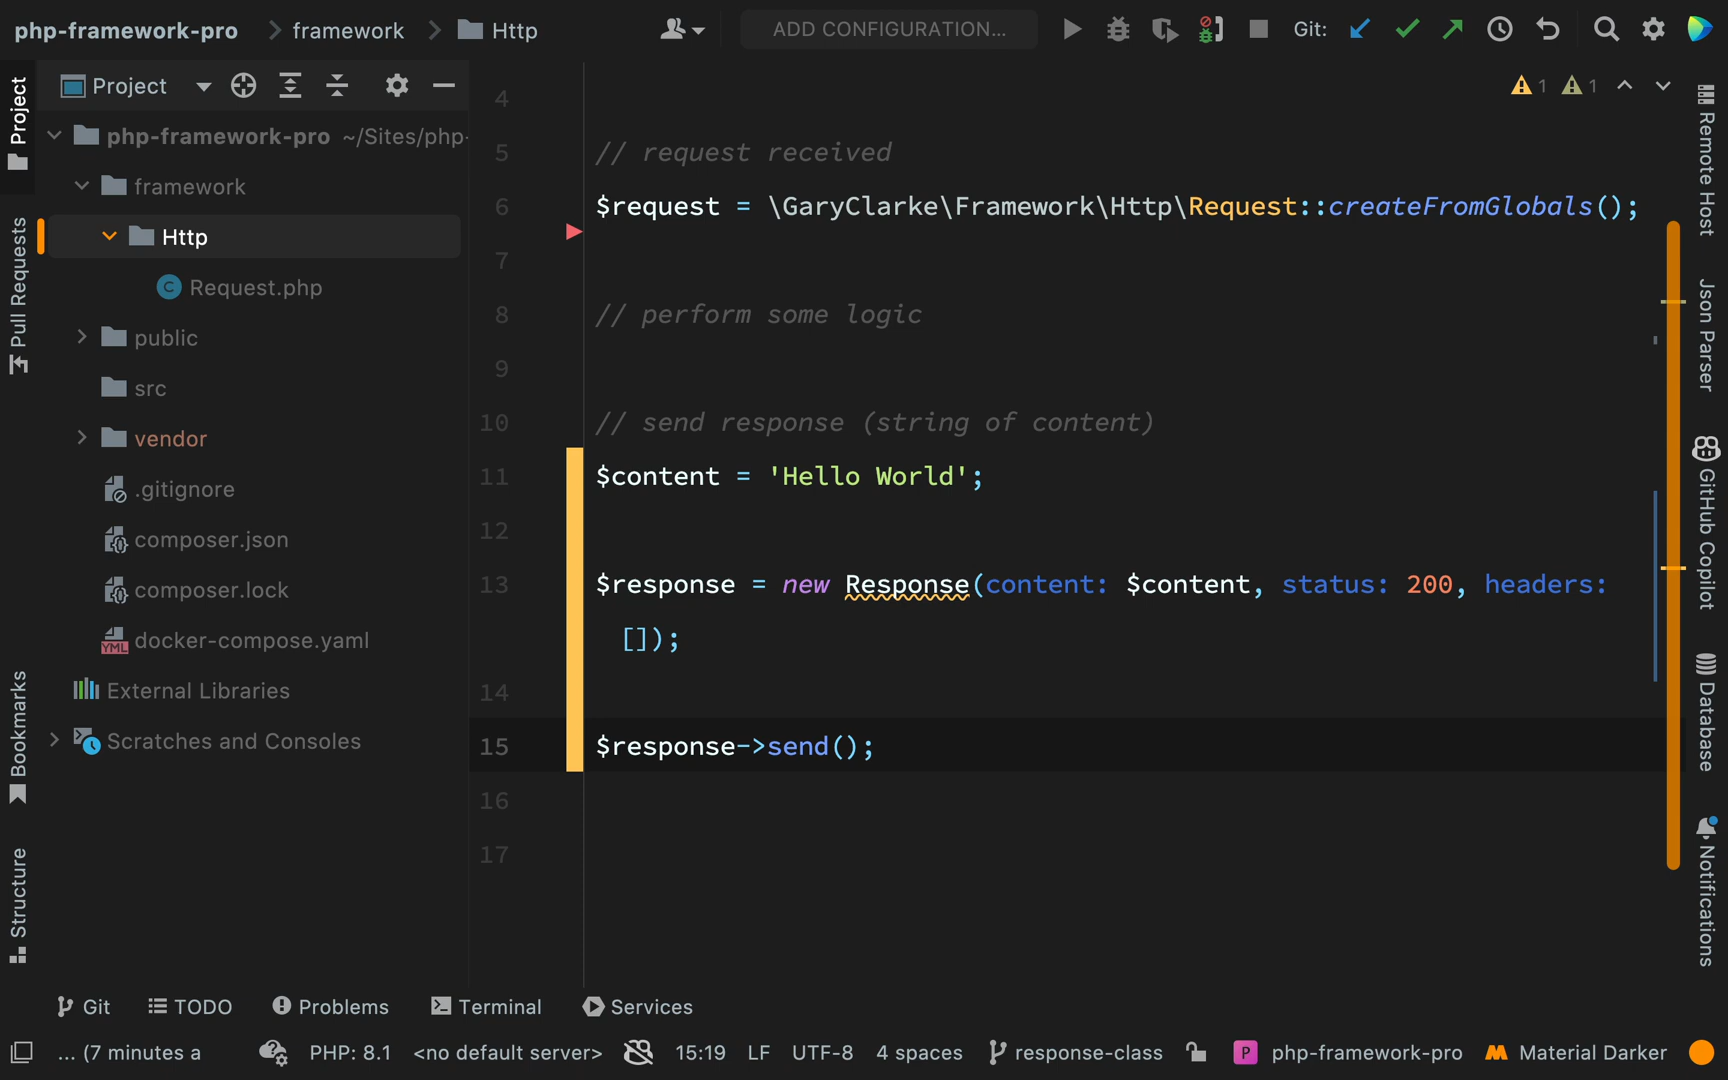 php-framework-pro framework Http ADD CONFIGURATION... Git:
Project
php-framework-pro ~/Sites/php-
framework
Http
Request.php
public
src
vendor
.gitignore
composer.json
composer.lock
docker-compose.yaml
External Libraries
Scratches and Consoles
Project
Pull Requests
Bookmarks
Structure
1 1
4
5 // request received
6 $request = \GaryClarke\Framework\Http\Request::createFromGlobals();
7
8 // perform some logic
9
10 // send response (string of content)
11 $content = 'Hello World';
12
13 $response = new Response(content: $content, status: 200, headers:
[]);
14
15 $response->send();
16
17
Remote Host
Json Parser
GitHub Copilot
Database
Notifications
Git TODO Problems Terminal Services
... (7 minutes a PHP: 8.1 <no default server> 15:19 LF UTF-8 4 spaces response-class P php-framework-pro Material Darker